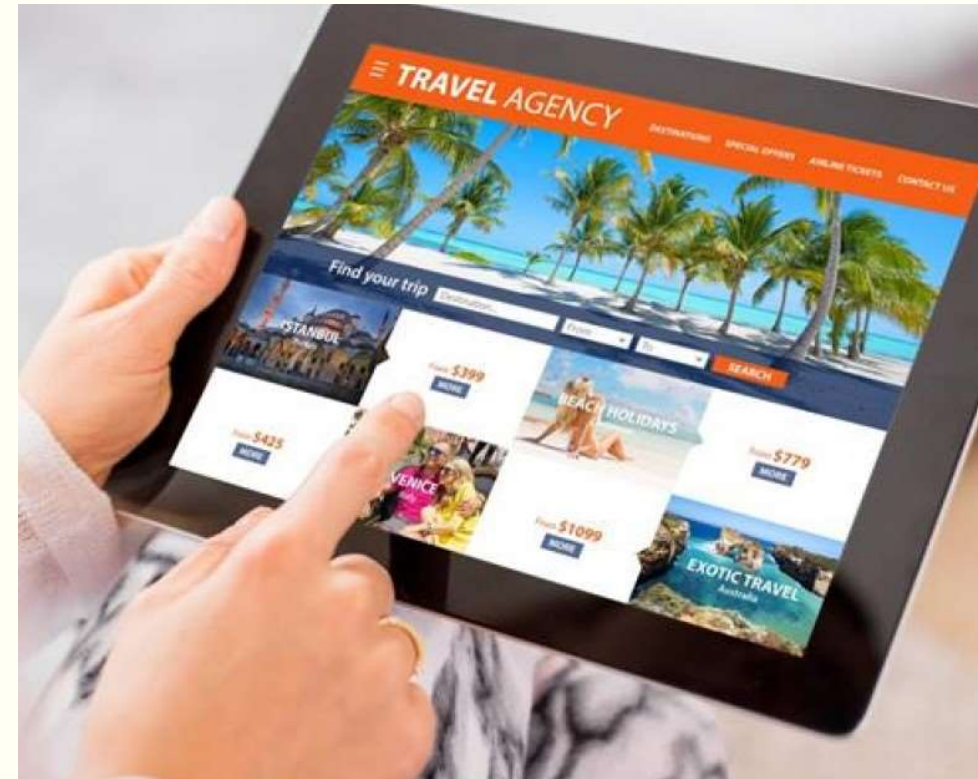 TRAVEL AGENCY
DESTINATIONS SPECIAL OFFERS AIRLINE TICKETS CONTACT US
Find your trip Destination... From To SEARCH
ISTANBUL
From $399
MORE
BEACH HOLIDAYS
From $779
MORE
From $425
MORE
VENICE
Italy
From $1099
MORE
EXOTIC TRAVEL
Australia